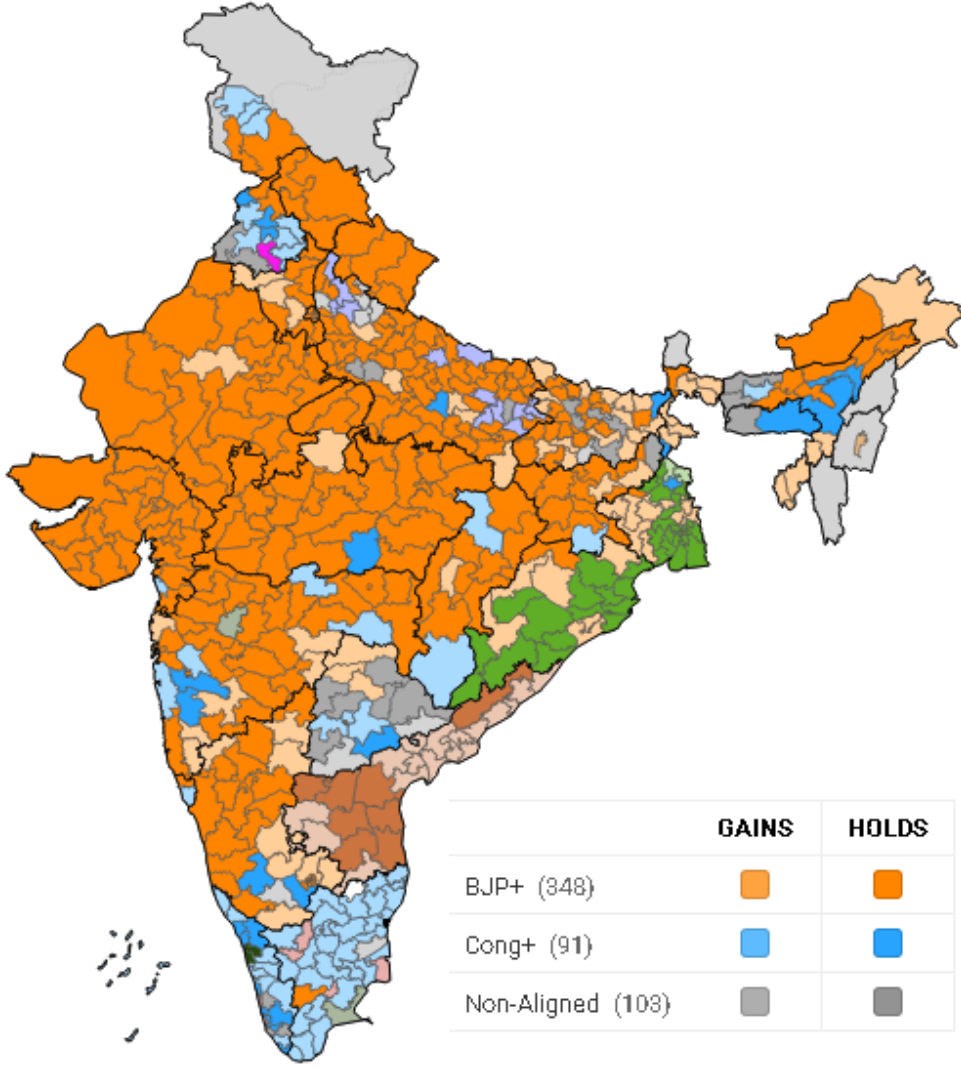 GAINS HOLDS
BJP+ (348)
Cong+ (91)
Non-Aligned (103)